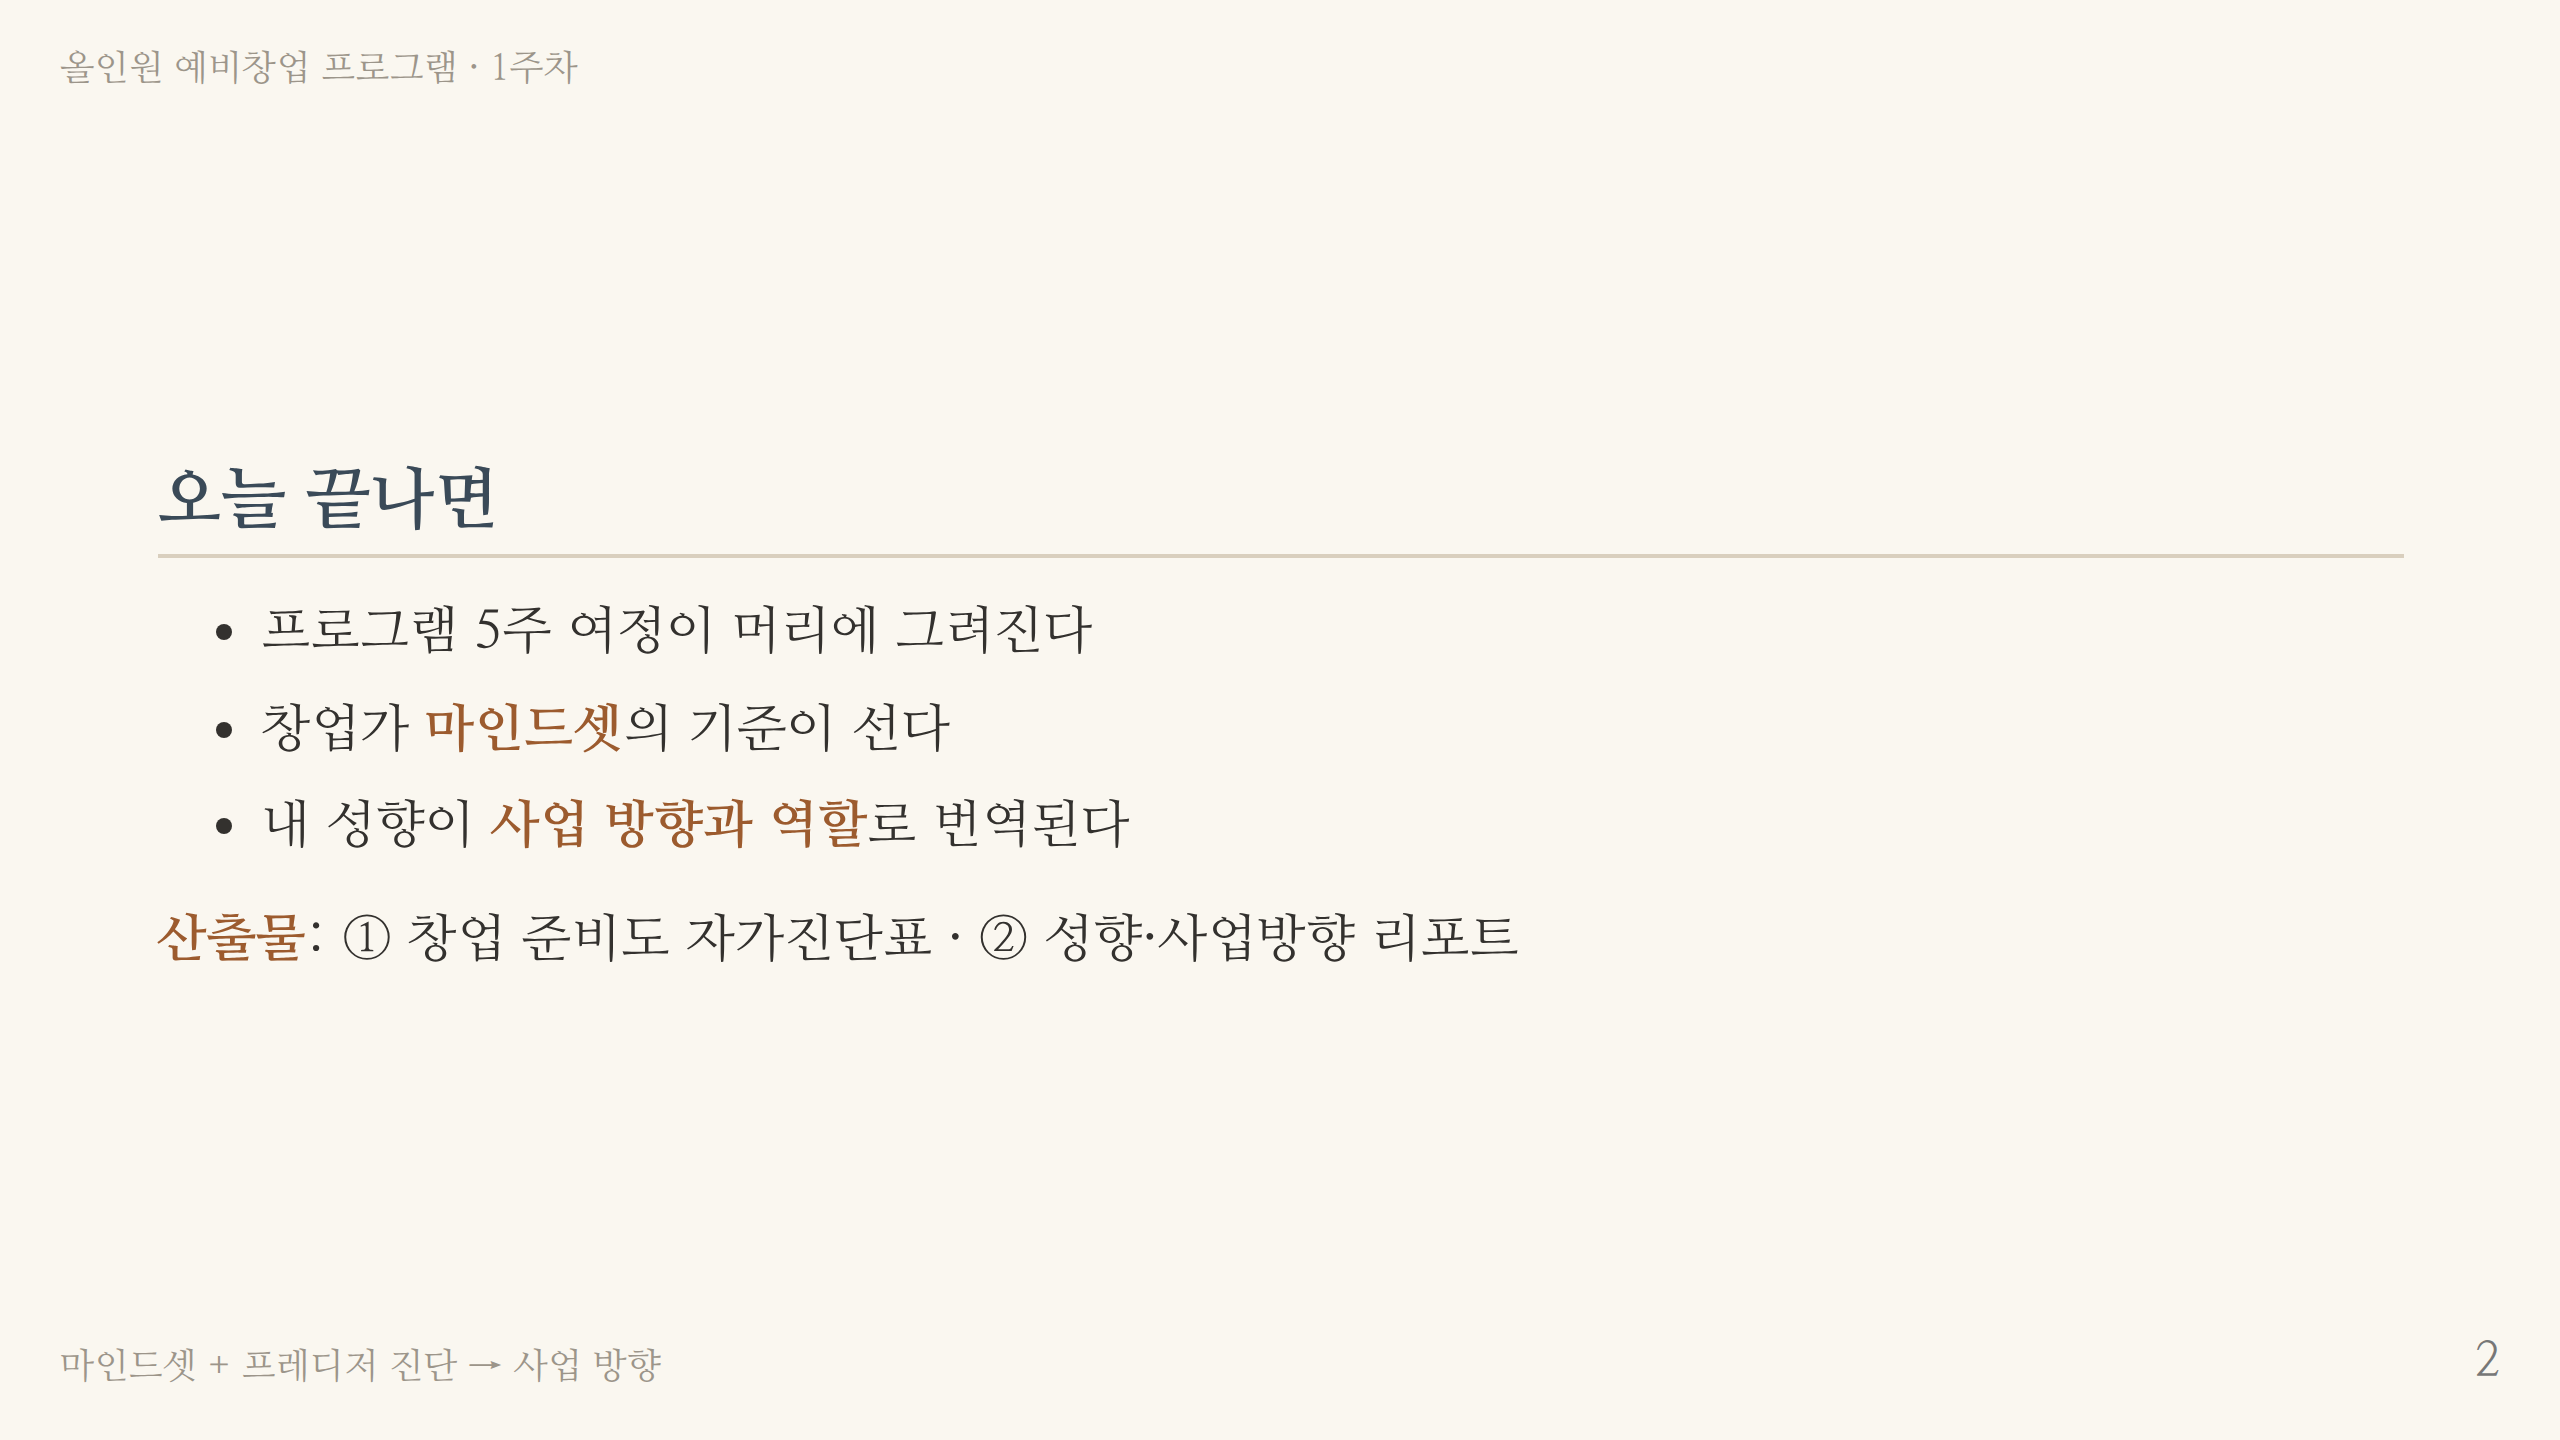 올인원 예비창업 프로그램 · 1주차
오늘 끝나면
• 프로그램 5주 여정이 머리에 그려진다
• 창업가 마인드셋의 기준이 선다
• 내 성향이 사업 방향과 역할로 번역된다
산출물: ① 창업 준비도 자가진단표 · ② 성향·사업방향 리포트
마인드셋 + 프레디저 진단 → 사업 방향
2